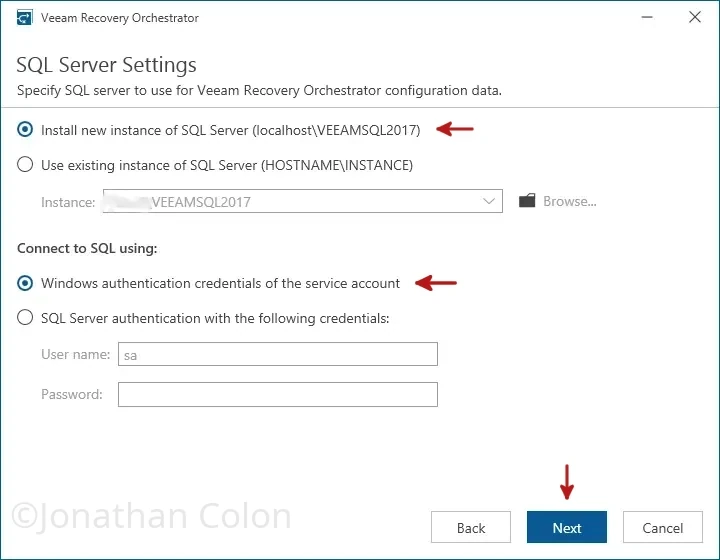 Veeam Recovery Orchestrator
SQL Server Settings
Specify SQL server to use for Veeam Recovery Orchestrator configuration data.
Install new instance of SQL Server (localhost\VEEAMSQL2017)
Use existing instance of SQL Server (HOSTNAME\INSTANCE)
Instance: \VEEAMSQL2017 Browse...
Connect to SQL using:
Windows authentication credentials of the service account
SQL Server authentication with the following credentials:
User name: sa
Password:
©Jonathan Colon
Back Next Cancel